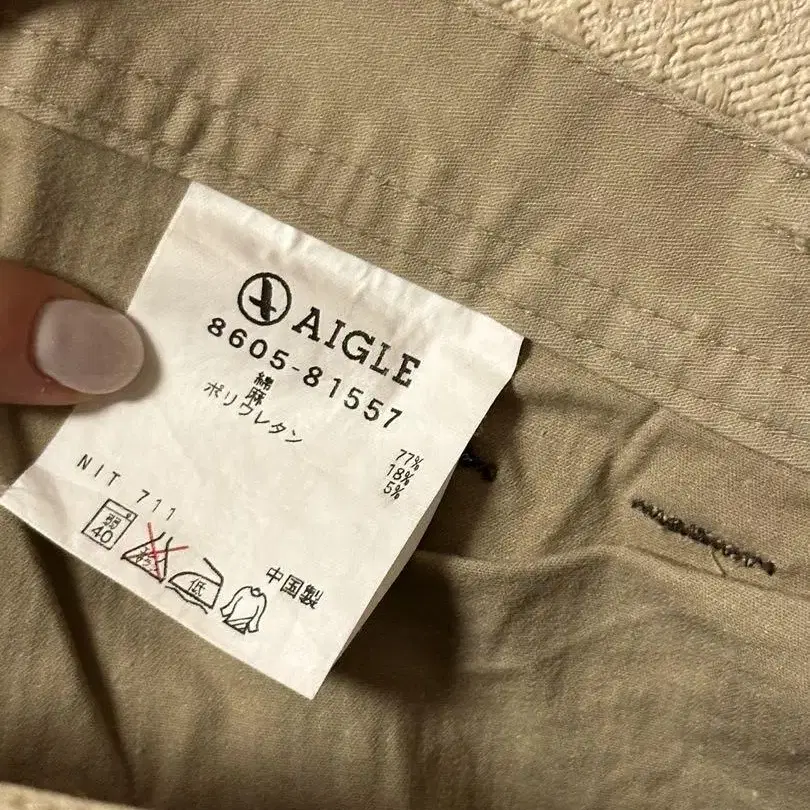 AIGLE
8605-81557
綿 77%
麻 18%
ポリウレタン 5%
NIT 711
弱
40
低
中国製